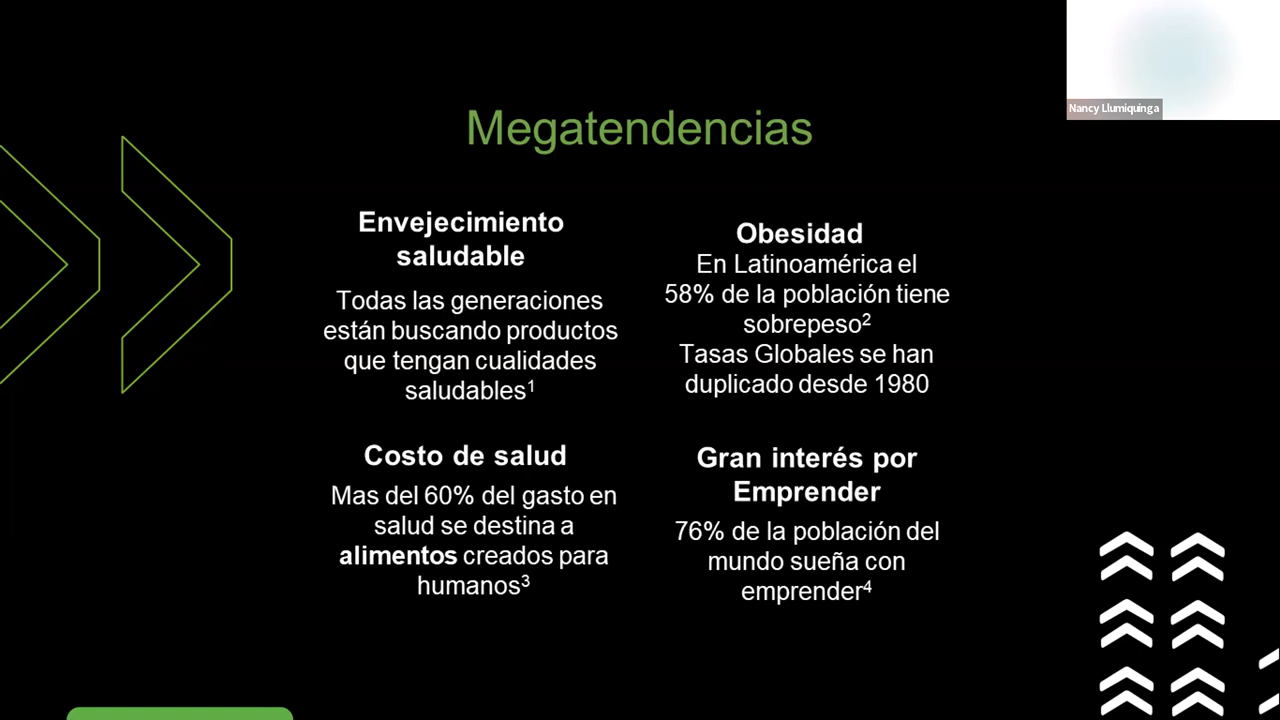 Nancy Llumiquinga
Megatendencias
Envejecimiento
saludable
Todas las generaciones
están buscando productos
que tengan cualidades
saludables¹
Obesidad
En Latinoamérica el
58% de la población tiene
sobrepeso²
Tasas Globales se han
duplicado desde 1980
Costo de salud
Mas del 60% del gasto en
salud se destina a
alimentos creados para
humanos³
Gran interés por
Emprender
76% de la población del
mundo sueña con
emprender⁴